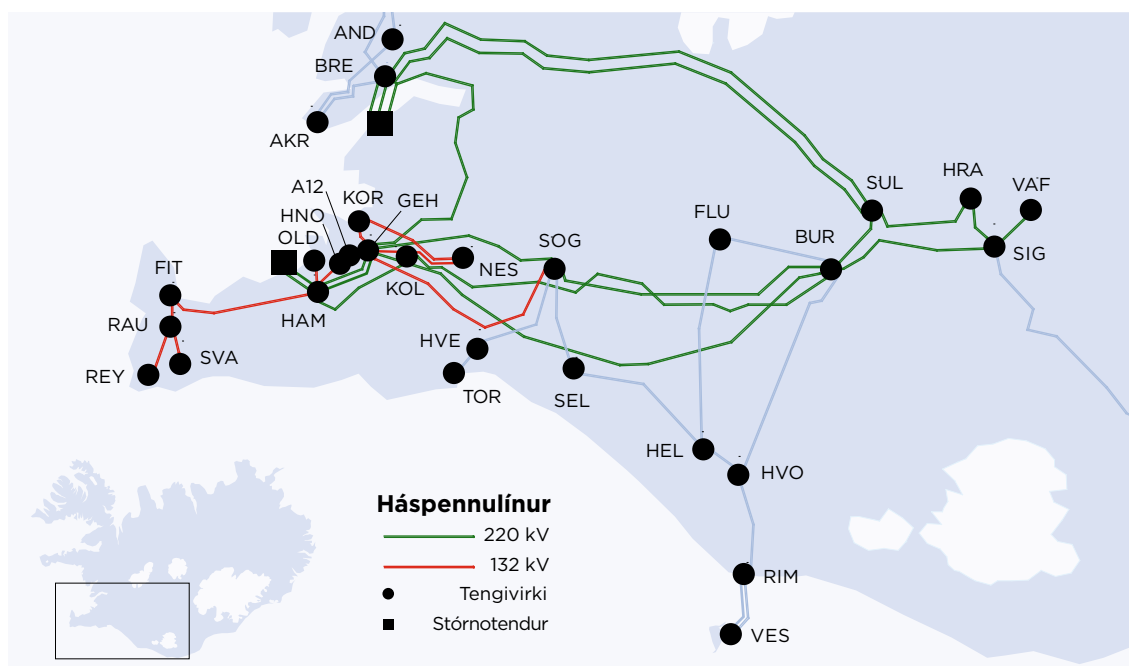 AND
BRE
AKR
A12
KOR
GEH
HNO
OLD
FIT
KOL
NES
SOG
FLU
SUL
HRA
VAF
BUR
SIG
HAM
RAU
SVA
REY
HVE
TOR
SEL
HEL
HVO
RIM
VES
Háspennulínur
220 kV
132 kV
Tengivirki
Stórnotendur